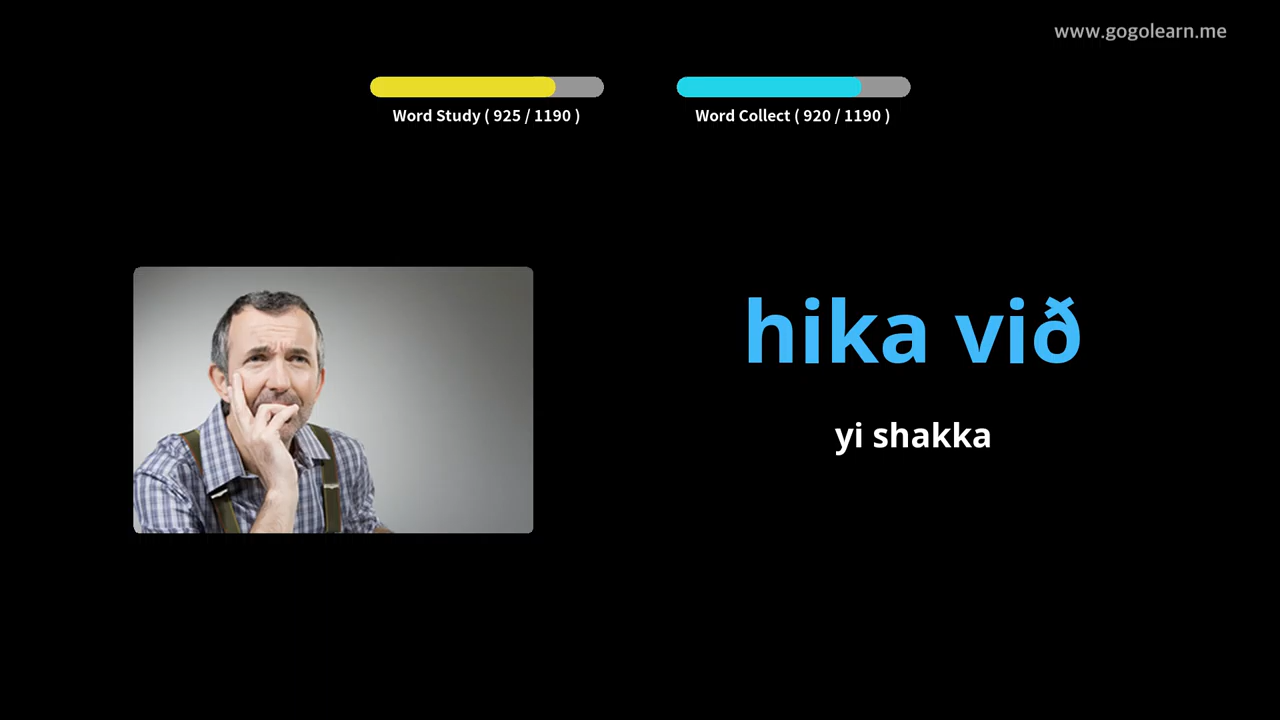 www.gogolearn.me
Word Study ( 925 / 1190 )
Word Collect ( 920 / 1190 )
hika við
yi shakka